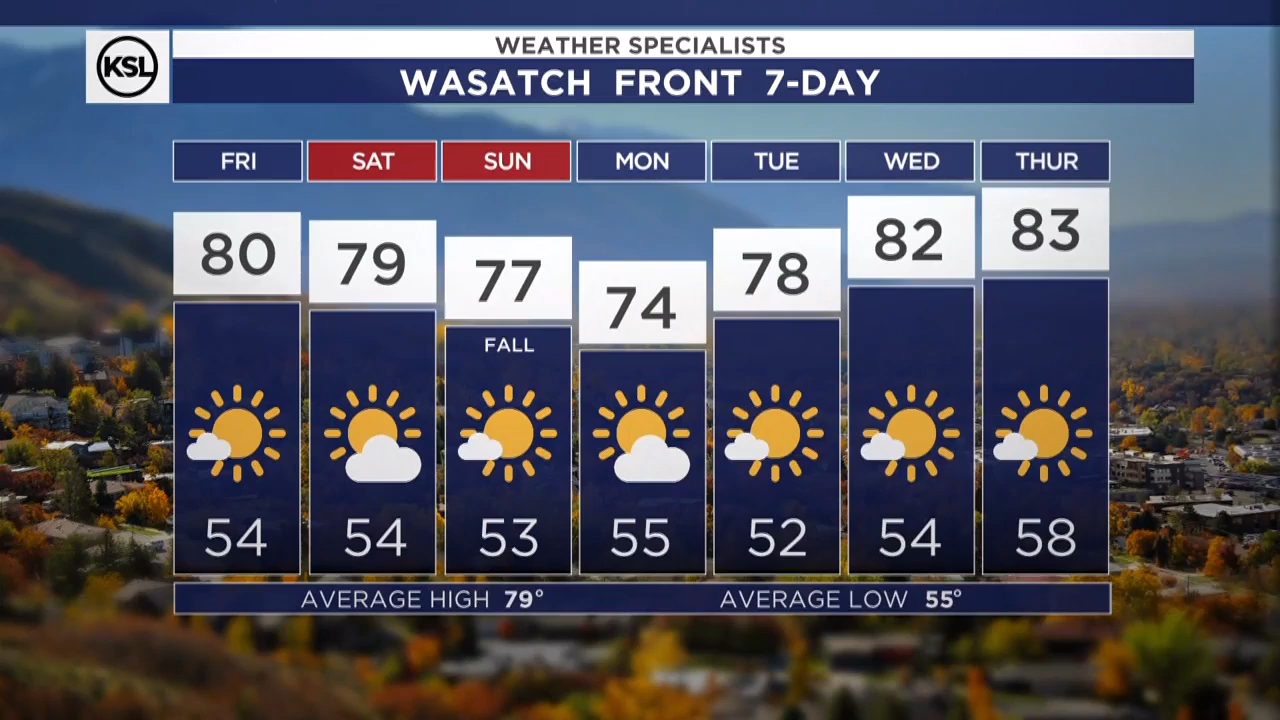 KSL
WEATHER SPECIALISTS
WASATCH FRONT 7-DAY
FRI SAT SUN MON TUE WED THUR
80 79 77 74 78 82 83
FALL
54 54 53 55 52 54 58
AVERAGE HIGH 79° AVERAGE LOW 55°